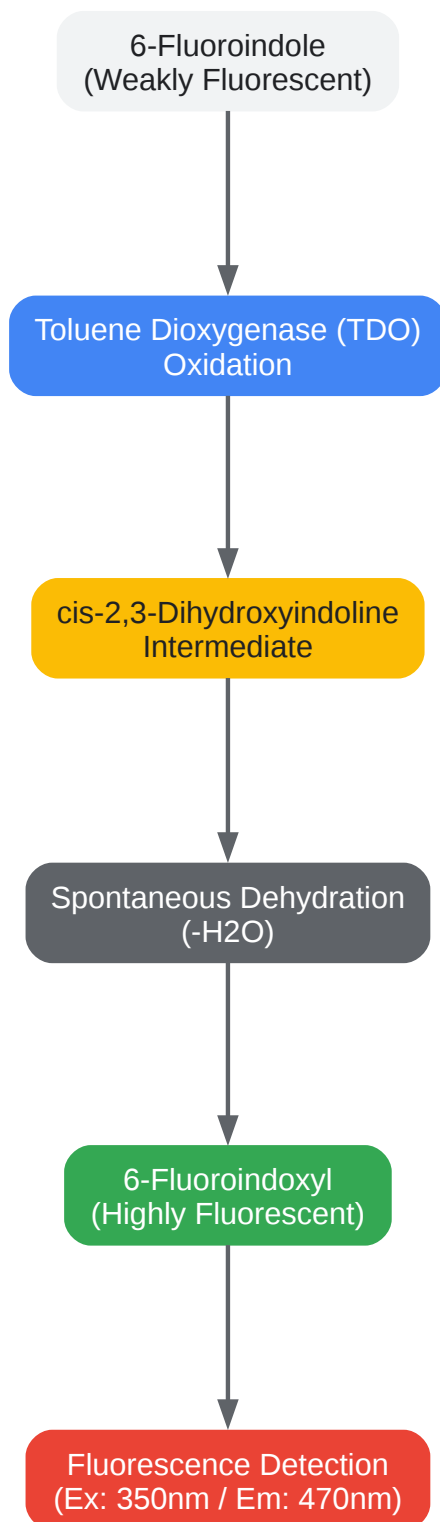 6-Fluoroindole
(Weakly Fluorescent)
Toluene Dioxygenase (TDO)
Oxidation
cis-2,3-Dihydroxyindoline
Intermediate
Spontaneous Dehydration
(-H2O)
6-Fluoroindoxyl
(Highly Fluorescent)
Fluorescence Detection
(Ex: 350nm / Em: 470nm)